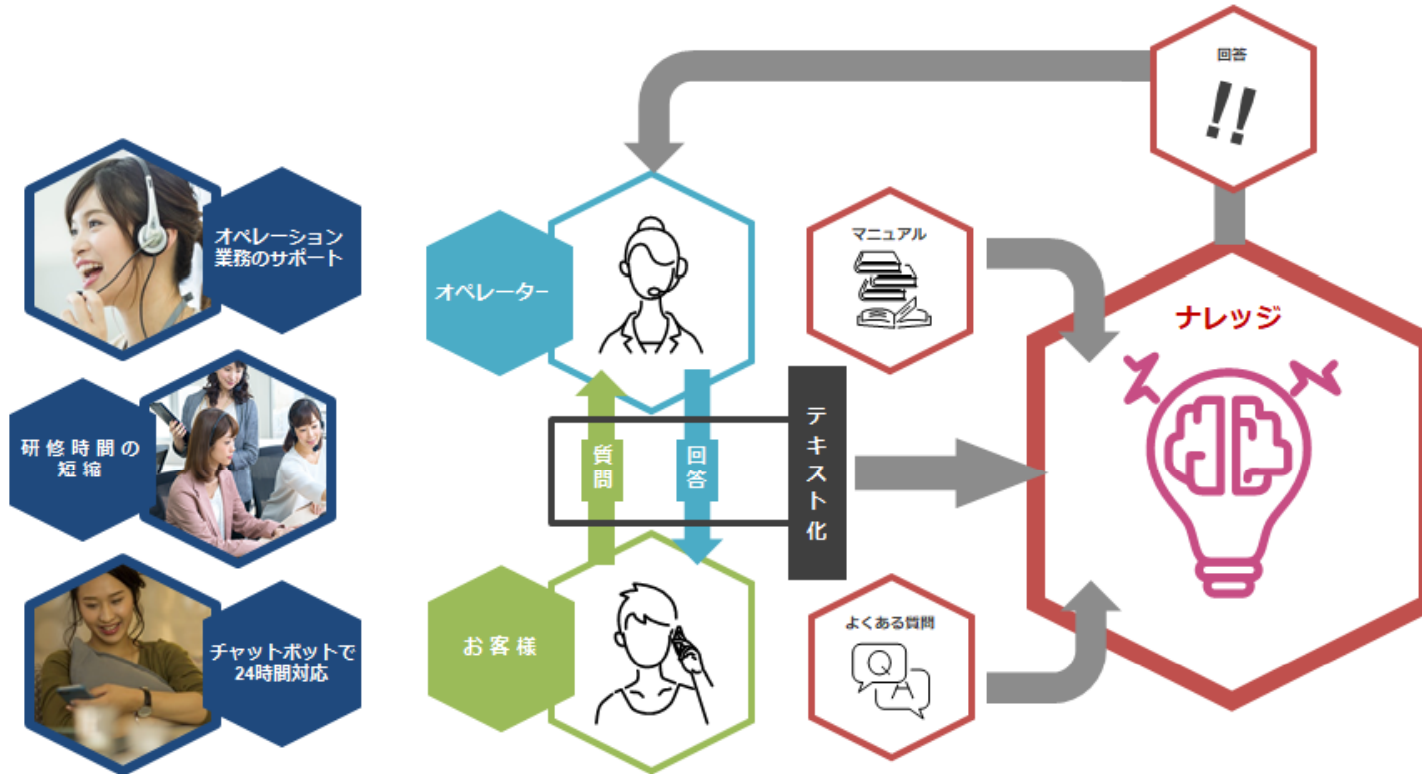 オペレーション
業務のサポート
研修時間の
短縮
チャットボットで
24時間対応
オペレーター
お客様
質問
回答
テキスト化
マニュアル
よくある質問
Q
A
ナレッジ
回答
!!